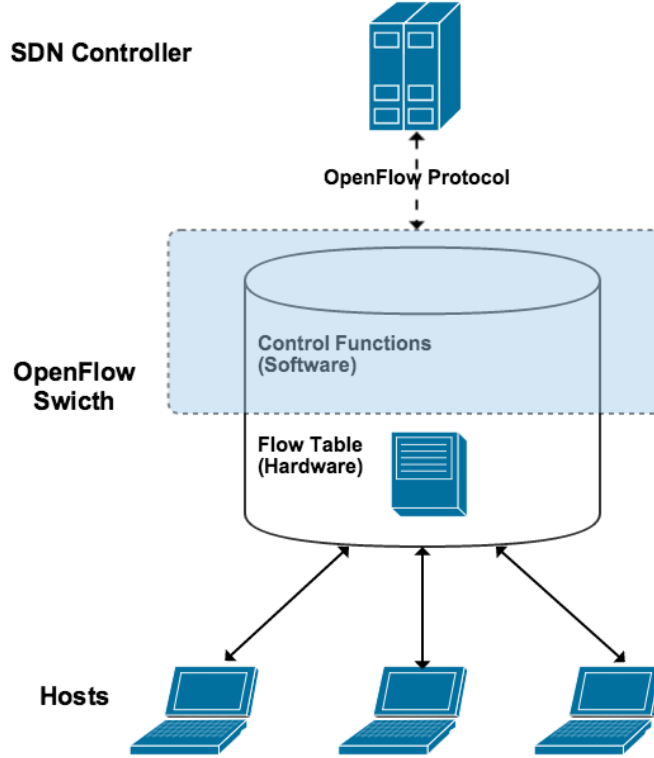 SDN Controller
OpenFlow Protocol
Control Functions
(Software)
OpenFlow
Swicth
Flow Table
(Hardware)
Hosts